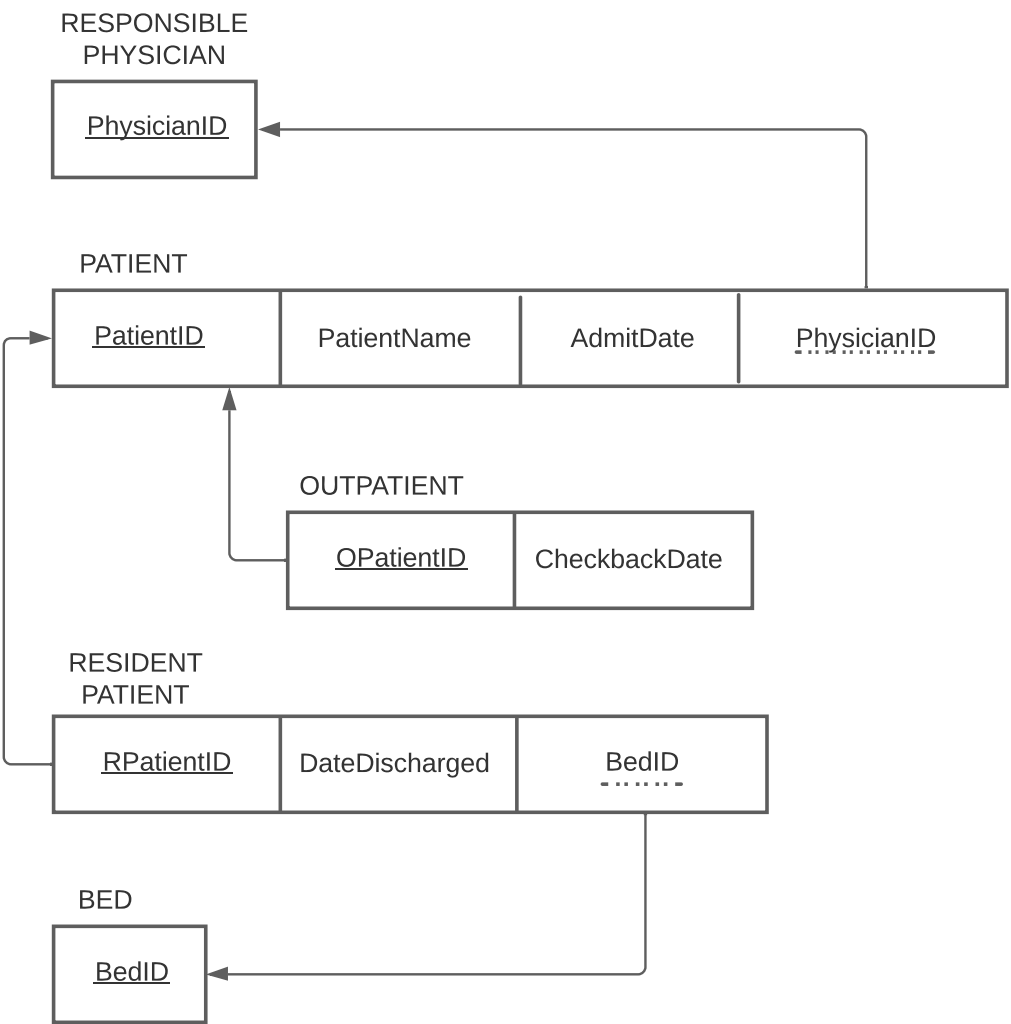 RESPONSIBLE
PHYSICIAN
PhysicianID
PATIENT
PatientID PatientName AdmitDate PhysicianID
OUTPATIENT
OPatientID CheckbackDate
RESIDENT
PATIENT
RPatientID DateDischarged BedID
BED
BedID